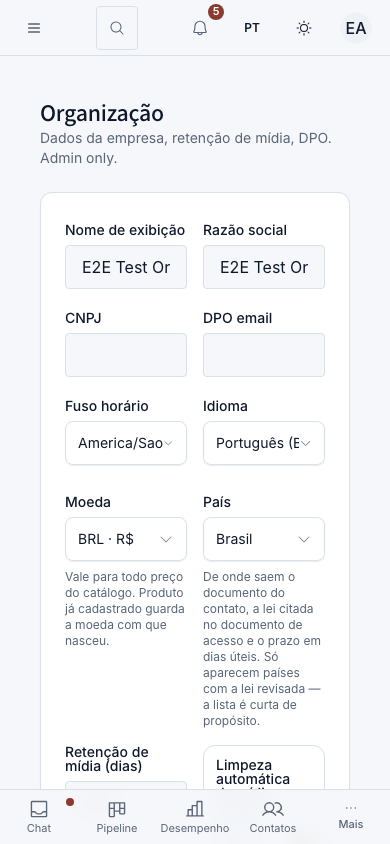 5
PT
EA
Organização
Dados da empresa, retenção de mídia, DPO.
Admin only.
Nome de exibição
Razão social
E2E Test Or
E2E Test Or
CNPJ
DPO email
Fuso horário
Idioma
America/Sao
Português (B
Moeda
País
BRL · R$
Brasil
Vale para todo preço
do catálogo. Produto
já cadastrado guarda
a moeda com que
nasceu.
De onde saem o
documento do
contato, a lei citada
no documento de
acesso e o prazo em
dias úteis. Só
aparecem países
com a lei revisada —
a lista é curta de
propósito.
Retenção de
mídia (dias)
Limpeza
automática
Chat
Pipeline
Desempenho
Contatos
Mais